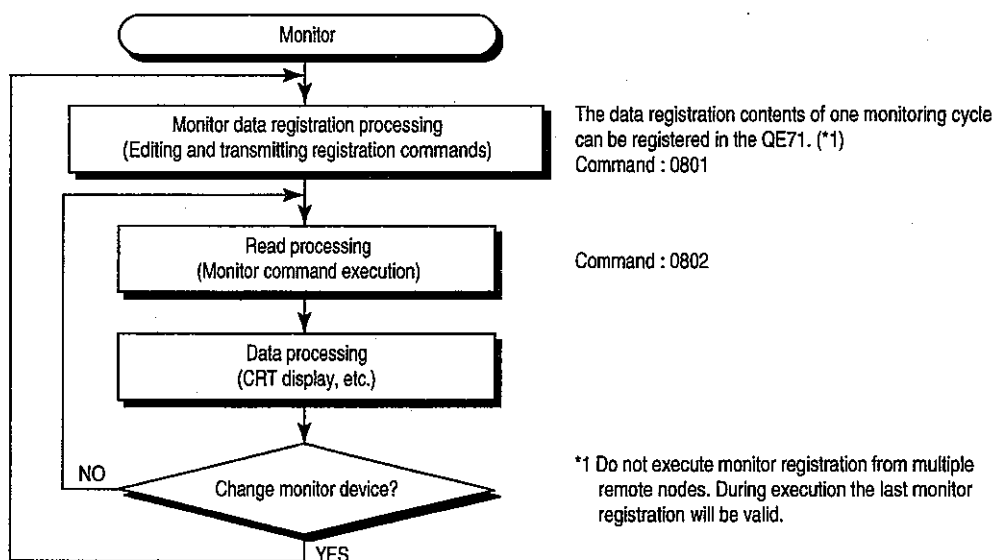 Monitor
Monitor data registration processing
(Editing and transmitting registration commands)
The data registration contents of one monitoring cycle
can be registered in the QE71. (*1)
Command : 0801
Read processing
(Monitor command execution)
Command : 0802
Data processing
(CRT display, etc.)
Change monitor device?
NO
YES
*1 Do not execute monitor registration from multiple
remote nodes. During execution the last monitor
registration will be valid.